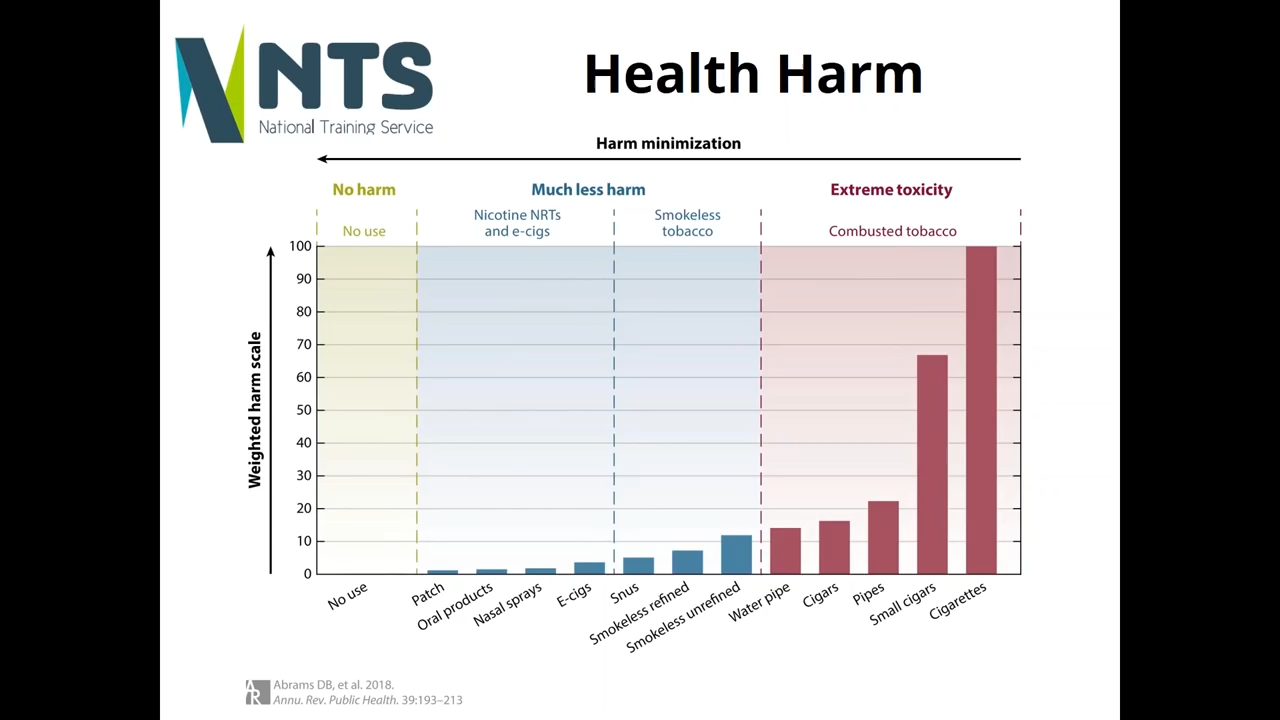 NTS
National Training Service
Health Harm
Harm minimization
No harm
Much less harm
Extreme toxicity
No use
Nicotine NRTs
and e-cigs
Smokeless
tobacco
Combusted tobacco
Weighted harm scale
100
90
80
70
60
50
40
30
20
10
0
No use
Patch
Oral products
Nasal sprays
E-cigs
Snus
Smokeless refined
Smokeless unrefined
Water pipe
Cigars
Pipes
Small cigars
Cigarettes
AR
Abrams DB, et al. 2018.
Annu. Rev. Public Health. 39:193–213